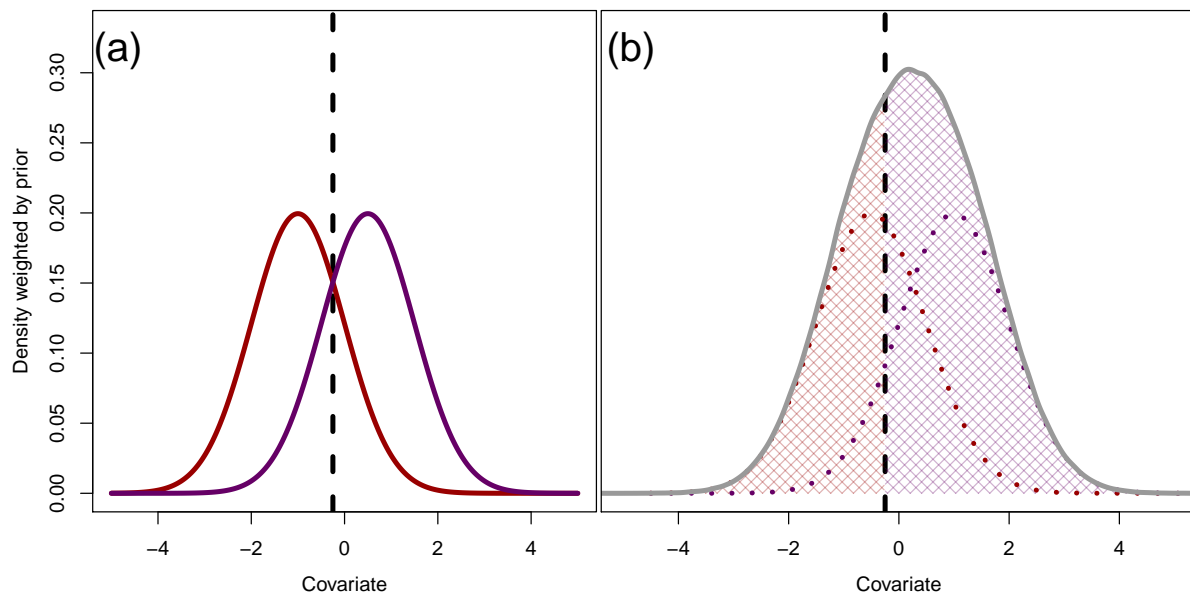 (a)
(b)
Density weighted by prior
0.30
0.25
0.20
0.15
0.10
0.05
0.00
−4 −2 0 2 4
−4 −2 0 2 4
Covariate
Covariate